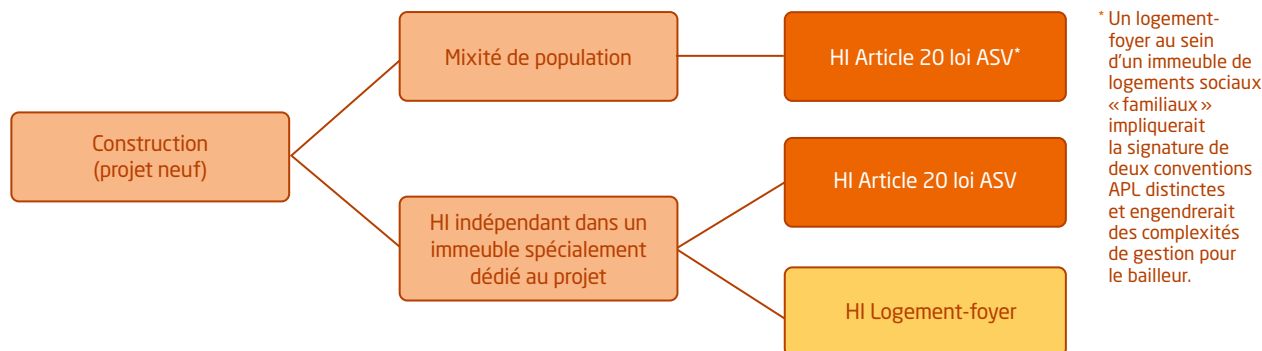 Construction
(projet neuf)
Mixité de population
HI Article 20 loi ASV*
HI indépendant dans un
immeuble spécialement
dédié au projet
HI Article 20 loi ASV
HI Logement-foyer
* Un logement-
foyer au sein
d'un immeuble de
logements sociaux
« familiaux »
impliquerait
la signature de
deux conventions
APL distinctes
et engendrerait
des complexités
de gestion pour
le bailleur.